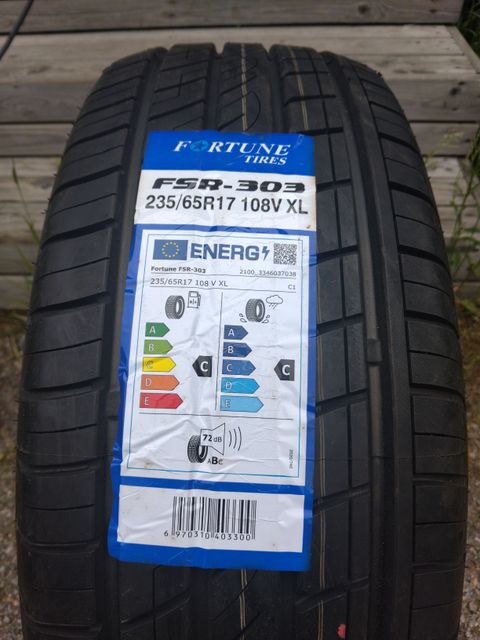 FORTUNE
TIRES
FSR-303
235/65R17 108V XL
ENERG
Fortune FSR-303 2100_3346037038
235/65R17 108 V XL C1
A A
B B
C C C C
D D
E E
72 dB
ABC
6 970310 403300